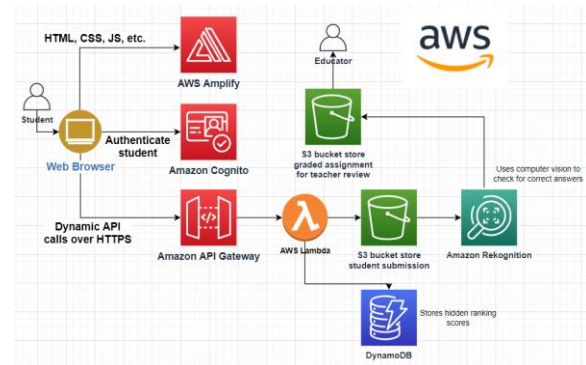 HTML, CSS, JS, etc.
AWS Amplify
aws
Educator
Student
Web Browser
Authenticate
student
Amazon Cognito
S3 bucket store
graded assignment
for teacher review
Uses computer vision to
check for correct answers
Dynamic API
calls over HTTPS
Amazon API Gateway
AWS Lambda
S3 bucket store
student submission
Amazon Rekognition
Stores hidden ranking
scores
DynamoDB